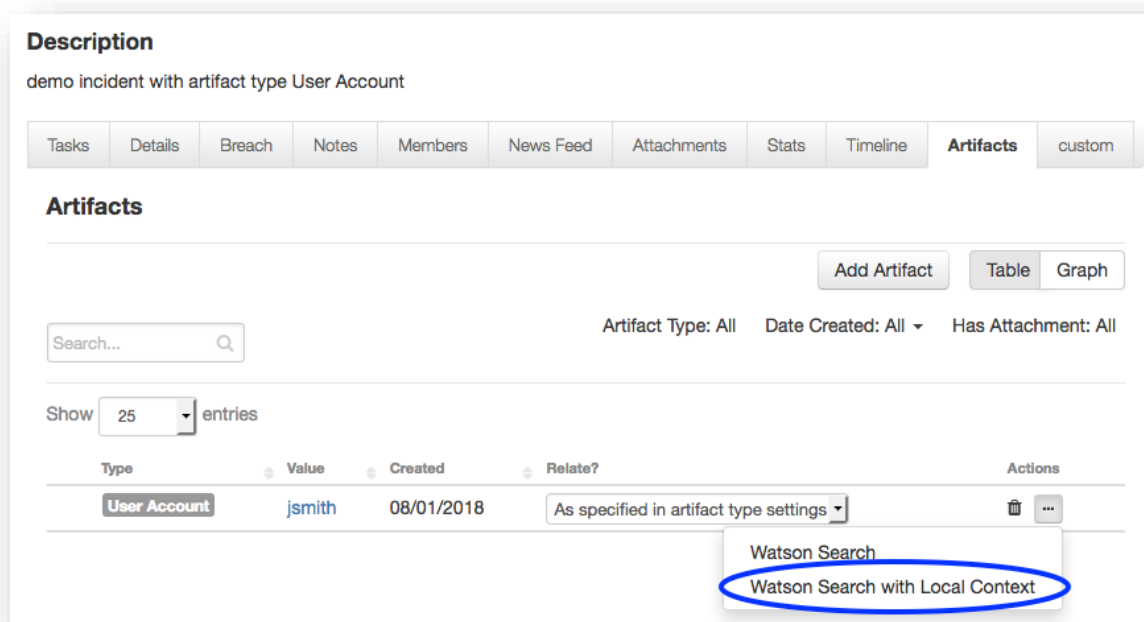 Description
demo incident with artifact type User Account
Tasks Details Breach Notes Members News Feed Attachments Stats Timeline Artifacts custom
Artifacts
Add Artifact Table Graph
Search... Artifact Type: All Date Created: All Has Attachment: All
Show 25 entries
Type Value Created Relate? Actions
User Account jsmith 08/01/2018 As specified in artifact type settings ...
Watson Search
Watson Search with Local Context